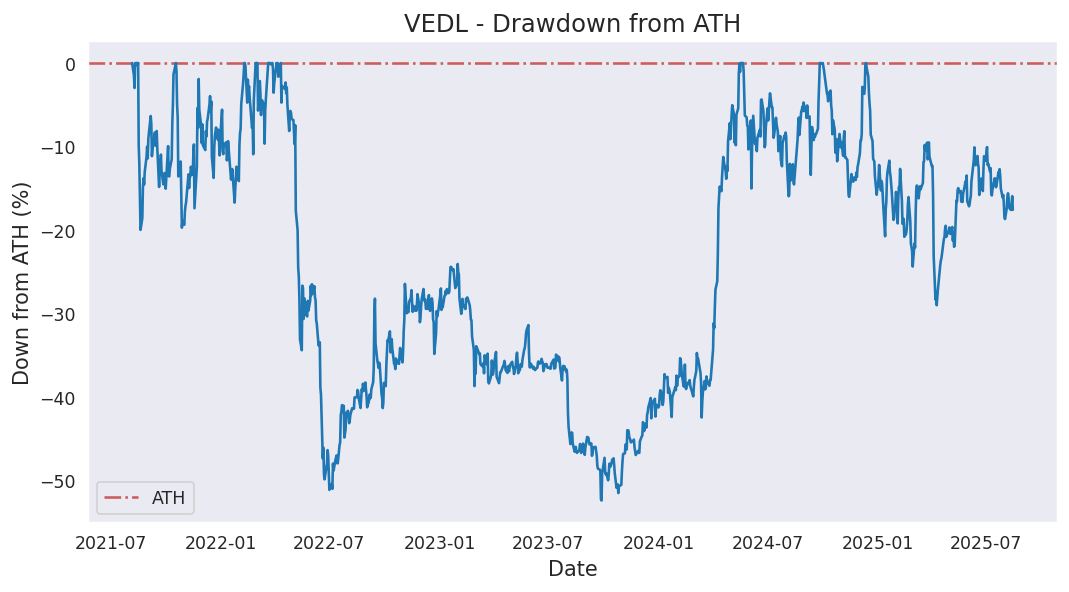 VEDL - Drawdown from ATH
Down from ATH (%)
0
−10
−20
−30
−40
−50
ATH
2021-07 2022-01 2022-07 2023-01 2023-07 2024-01 2024-07 2025-01 2025-07
Date